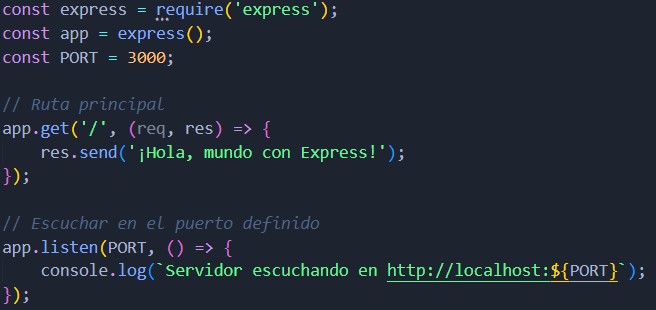 const express = require('express');
const app = express();
const PORT = 3000;
// Ruta principal
app.get('/', (req, res) => {
    res.send('¡Hola, mundo con Express!');
});
// Escuchar en el puerto definido
app.listen(PORT, () => {
    console.log(`Servidor escuchando en http://localhost:${PORT}`);
});